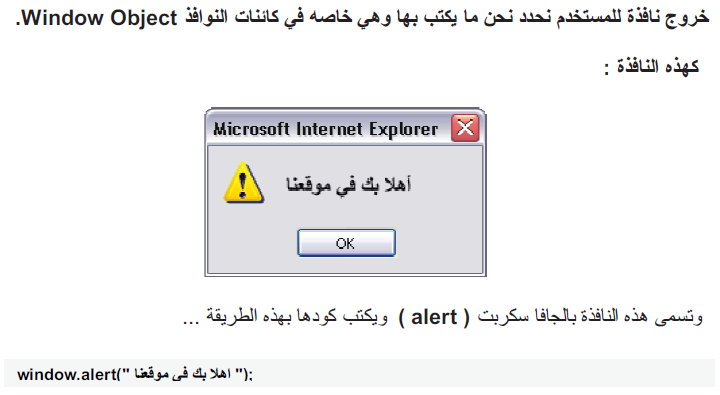 خروج نافذة للمستخدم نحدد نحن ما يكتب بها وهي خاصه في كائنات النوافذ Window Object.
كهذه النافذة :
Microsoft Internet Explorer
أهلا بك في موقعنا
OK
وتسمى هذه النافذة بالجافا سكربت ( alert ) ويكتب كودها بهذه الطريقة ...
window.alert(" اهلا بك في موقعنا ");